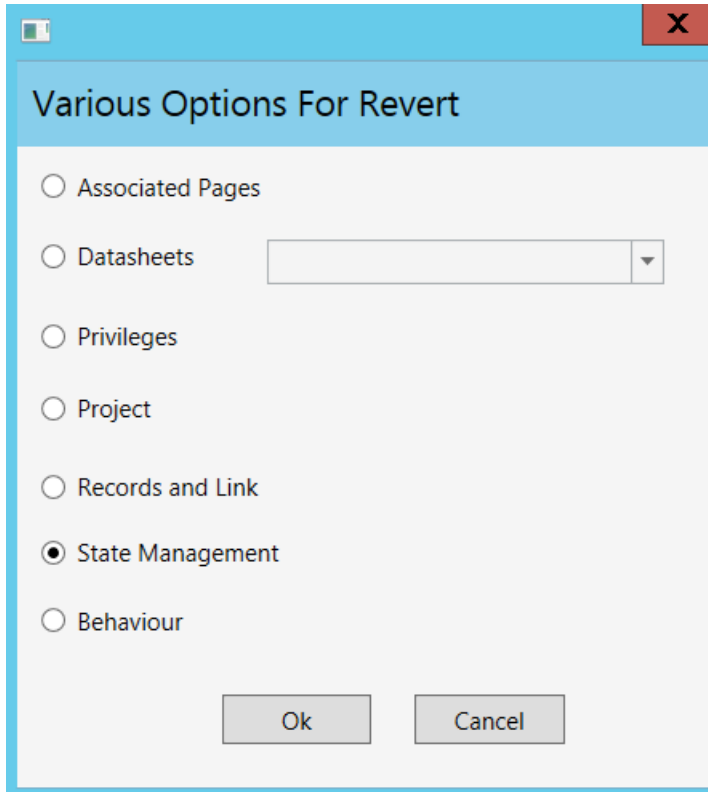 Various Options For Revert
Associated Pages
Datasheets
Privileges
Project
Records and Link
State Management
Behaviour
Ok Cancel